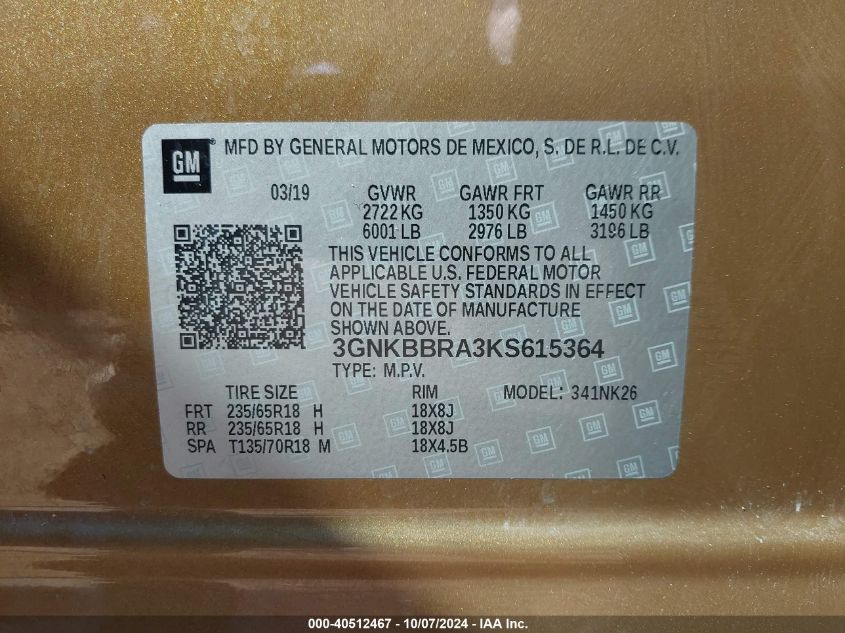 GM MFD BY GENERAL MOTORS DE MEXICO, S. DE R.L. DE C.V.
03/19 GVWR GAWR FRT GAWR RR
2722 KG 1350 KG 1450 KG
6001 LB 2976 LB 3196 LB
THIS VEHICLE CONFORMS TO ALL
APPLICABLE U.S. FEDERAL MOTOR
VEHICLE SAFETY STANDARDS IN EFFECT
ON THE DATE OF MANUFACTURE
SHOWN ABOVE.
3GNKBBRA3KS615364
TYPE: M.P.V.
TIRE SIZE RIM MODEL: 341NK26
FRT 235/65R18 H 18X8J
RR 235/65R18 H 18X8J
SPA T135/70R18 M 18X4.5B
000-40512467 - 10/07/2024 - IAA Inc.